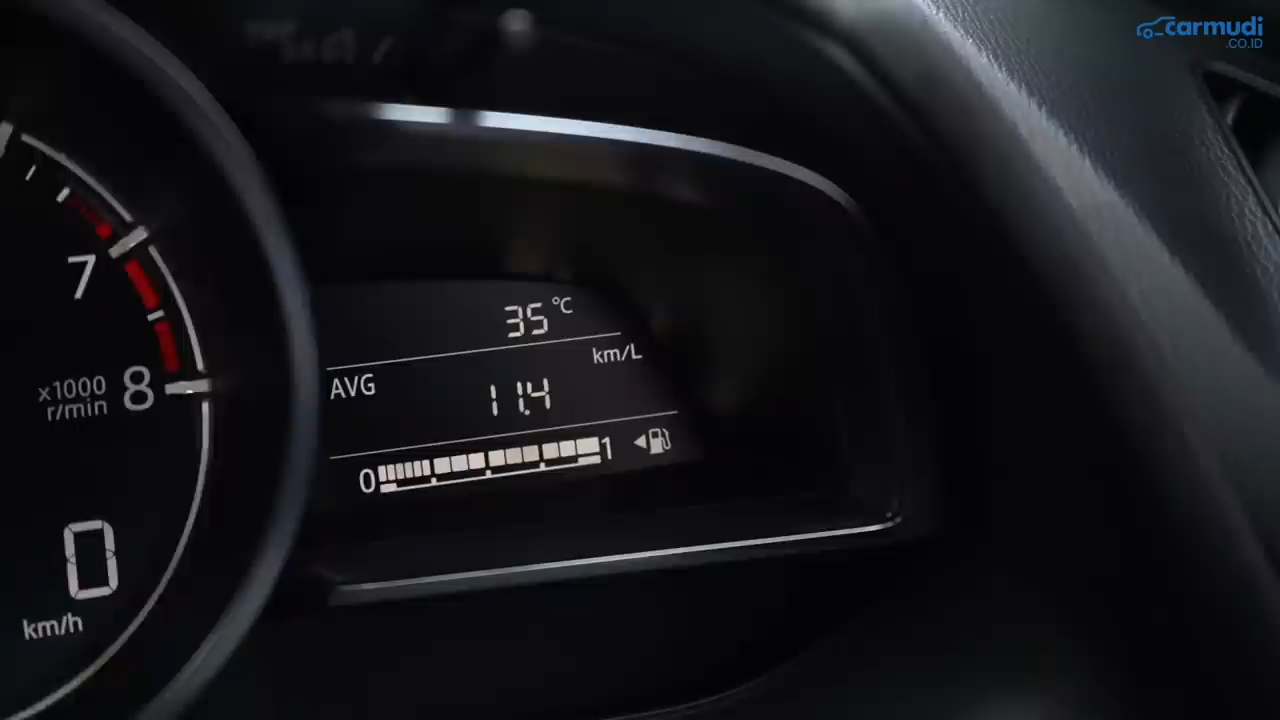 carmudi
.CO.ID
7
x1000
r/min
8
0
km/h
35 °C
km/L
AVG
11.4
0
1